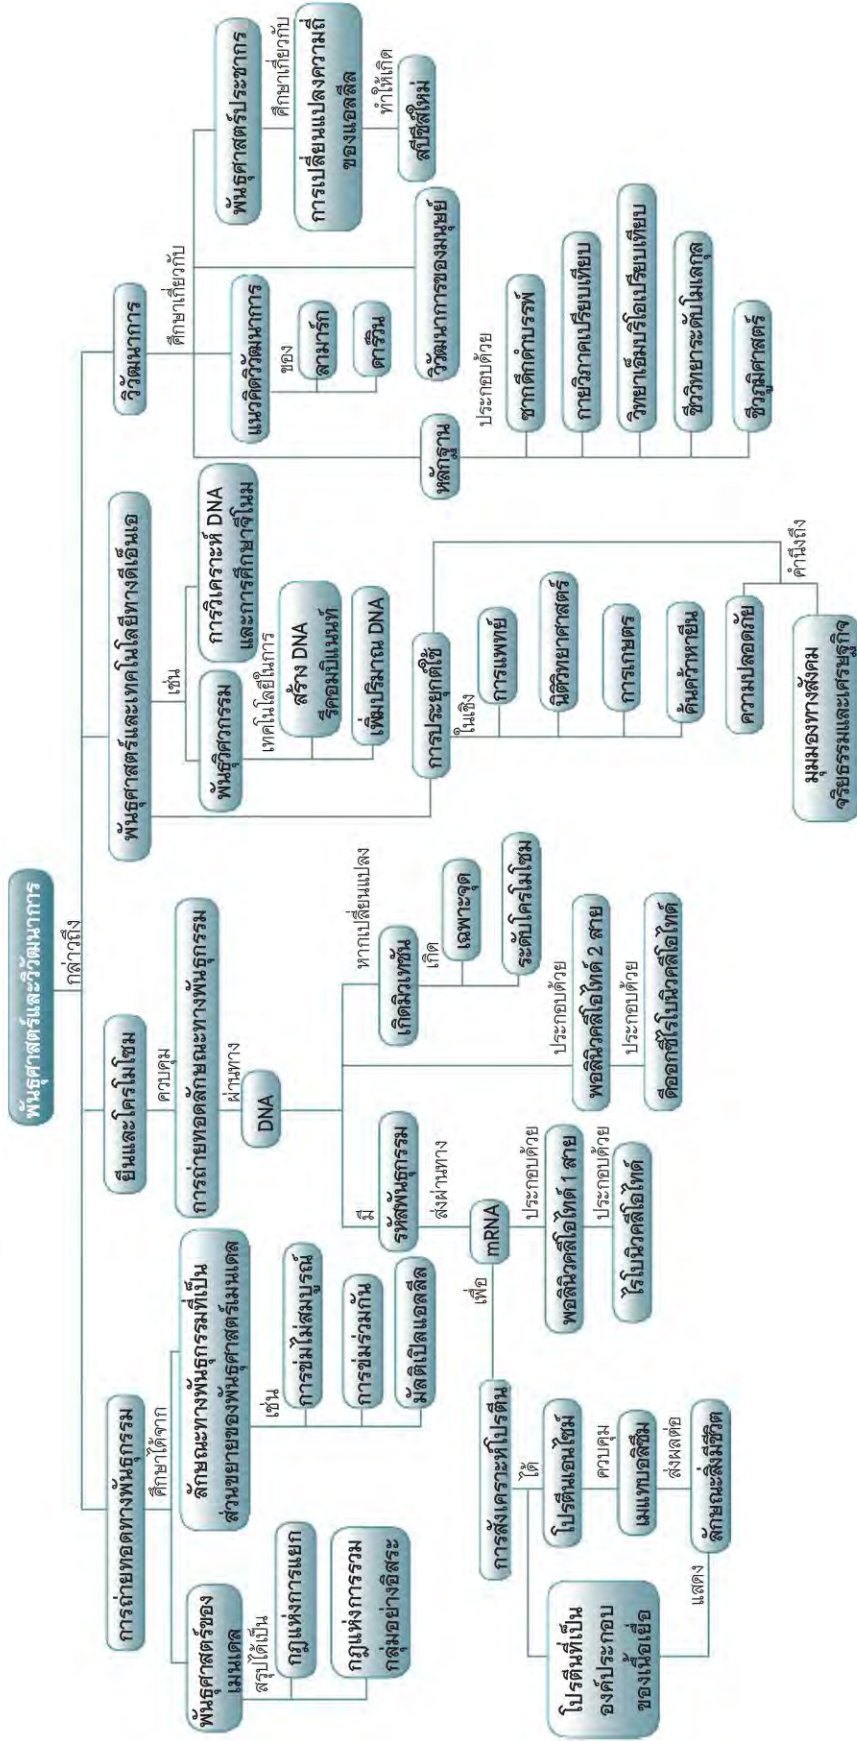 พันธุศาสตร์และวิวัฒนาการ
กล่าวถึง
การถ่ายทอดทางพันธุกรรม
ศึกษาได้จาก
พันธุศาสตร์ของ
เมนเดล
สรุปได้เป็น
กฎแห่งการแยก
กฎแห่งการรวม
กลุ่มอย่างอิสระ
ลักษณะทางพันธุกรรมที่เป็น
ส่วนขยายของพันธุศาสตร์เมนเดล
เช่น
การข่มไม่สมบูรณ์
การข่มร่วมกัน
มัลติเปิลแอลลีล
ยีนและโครโมโซม
ควบคุม
การถ่ายทอดลักษณะทางพันธุกรรม
ผ่านทาง
DNA
มี
รหัสพันธุกรรม
ส่งผ่านทาง
mRNA
เพื่อ
การสังเคราะห์โปรตีน
ได้
โปรตีนที่เป็น
องค์ประกอบ
ของเนื้อเยื่อ
แสดง
โปรตีนเอนไซม์
ควบคุม
เมแทบอลิซึม
ส่งผลต่อ
ลักษณะสิ่งมีชีวิต
ประกอบด้วย
พอลินิวคลีโอไทด์ 1 สาย
ประกอบด้วย
ไรโบนิวคลีโอไทด์
ประกอบด้วย
พอลินิวคลีโอไทด์ 2 สาย
ประกอบด้วย
ดีออกซีไรโบนิวคลีโอไทด์
หากเปลี่ยนแปลง
เกิดมิวเทชัน
เกิด
เฉพาะจุด
ระดับโครโมโซม
พันธุศาสตร์และเทคโนโลยีทางดีเอ็นเอ
เช่น
พันธุวิศวกรรม
เทคโนโลยีในการ
สร้าง DNA
รีคอมบิแนนท์
เพิ่มปริมาณ DNA
การวิเคราะห์ DNA
และการศึกษาจีโนม
การประยุกต์ใช้
ในเชิง
การแพทย์
นิติวิทยาศาสตร์
การเกษตร
ค้นคว้าหายีน
คำนึงถึง
ความปลอดภัย
มุมมองทางสังคม
จริยธรรมและเศรษฐกิจ
วิวัฒนาการ
ศึกษาเกี่ยวกับ
หลักฐาน
ประกอบด้วย
ซากดึกดำบรรพ์
กายวิภาคเปรียบเทียบ
วิทยาเอ็มบริโอเปรียบเทียบ
ชีววิทยาระดับโมเลกุล
ชีวภูมิศาสตร์
แนวคิดวิวัฒนาการ
ของ
ลามาร์ก
ดาร์วิน
วิวัฒนาการของมนุษย์
พันธุศาสตร์ประชากร
ศึกษาเกี่ยวกับ
การเปลี่ยนแปลงความถี่
ของแอลลีล
ทำให้เกิด
สปีชีส์ใหม่